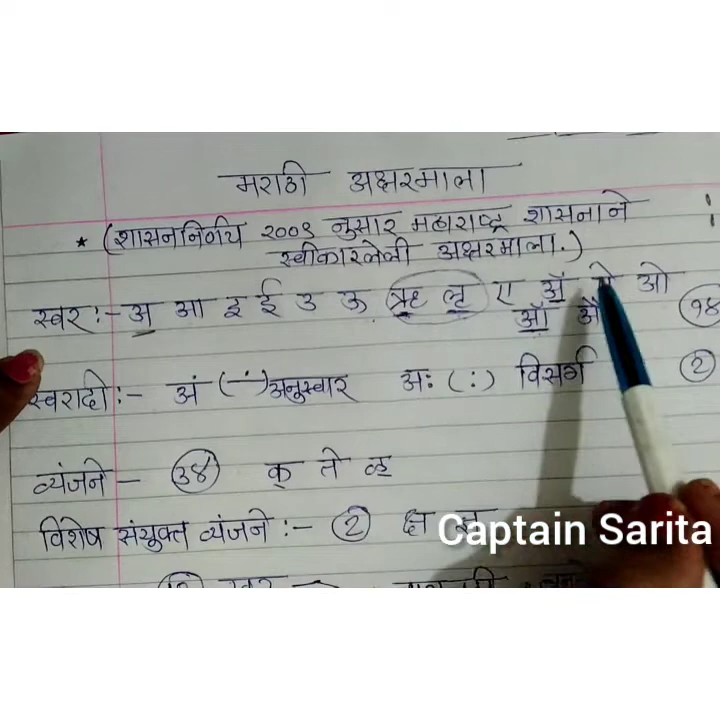 मराठी अक्षरमाला
* (शासननिर्णय २००९ नुसार महाराष्ट्र शासनाने
स्वीकारलेली अक्षरमाला.)
स्वर :- अ आ इ ई उ ऊ ऋ ऌ ए ॲ ऐ ओ
ऑ औ १४
स्वरादी :- अं (-ं) अनुस्वार अः (:) विसर्ग २
व्यंजने - ३४ क् ते ळ्
विशेष संयुक्त व्यंजने :- २ क्ष ज्ञ
Captain Sarita